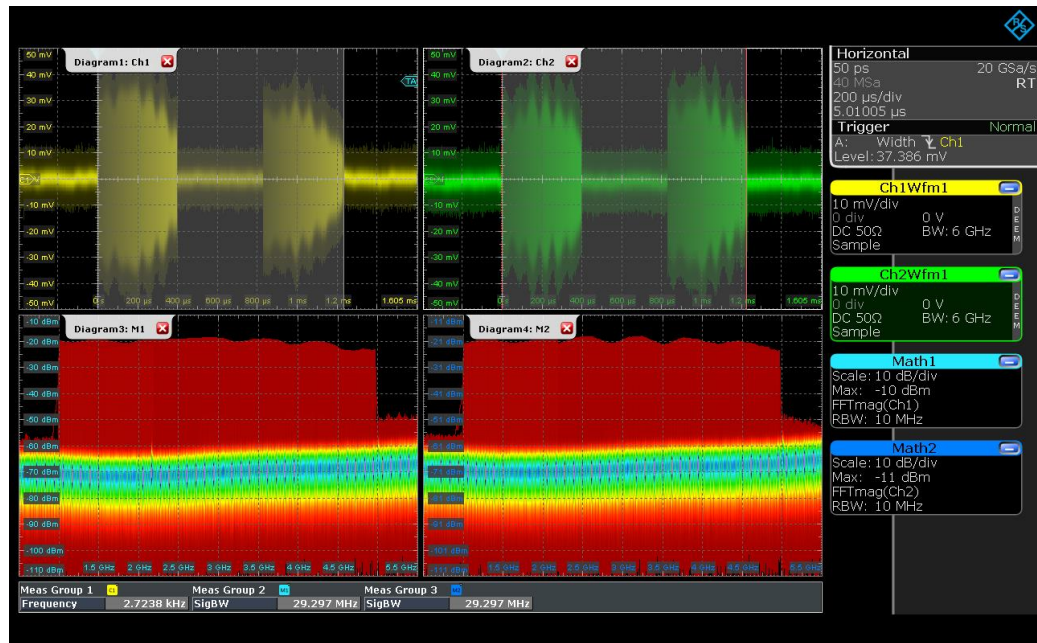 R&S
Diagram1: Ch1
50 mV
40 mV
TA
30 mV
20 mV
10 mV
-10 mV
-20 mV
-30 mV
-40 mV
-50 mV
0 s 200 µs 400 µs 600 µs 800 µs 1 ms 1.2 ms 1.605 ms
Diagram2: Ch2
50 mV
40 mV
30 mV
20 mV
10 mV
-10 mV
-20 mV
-30 mV
-40 mV
-50 mV
0 s 200 µs 400 µs 600 µs 800 µs 1 ms 1.2 ms 1.605 ms
Diagram3: M1
-10 dBm
-20 dBm
-30 dBm
-40 dBm
-50 dBm
-60 dBm
-70 dBm
-80 dBm
-90 dBm
-100 dBm
-110 dBm 1.5 GHz 2 GHz 2.5 GHz 3 GHz 3.5 GHz 4 GHz 4.5 GHz 5 GHz 5.5 GHz
Diagram4: M2
-11 dBm
-21 dBm
-31 dBm
-41 dBm
-51 dBm
-61 dBm
-71 dBm
-81 dBm
-91 dBm
-101 dBm
-111 dBm 1.5 GHz 2 GHz 2.5 GHz 3 GHz 3.5 GHz 4 GHz 4.5 GHz 5 GHz 5.5 GHz
Horizontal
50 ps 20 GSa/s
40 MSa RT
200 µs/div
5.01005 µs
Trigger Normal
A: Width Ch1
Level: 37.386 mV
Ch1Wfm1
10 mV/div
0 div 0 V
DC 50Ω BW: 6 GHz
Sample
DEEM
Ch2Wfm1
10 mV/div
0 div 0 V
DC 50Ω BW: 6 GHz
Sample
DEEM
Math1
Scale: 10 dB/div
Max: -10 dBm
FFTmag(Ch1)
RBW: 10 MHz
Math2
Scale: 10 dB/div
Max: -11 dBm
FFTmag(Ch2)
RBW: 10 MHz
Meas Group 1 C1 Meas Group 2 M1 Meas Group 3 M2
Frequency 2.7238 kHz SigBW 29.297 MHz SigBW 29.297 MHz